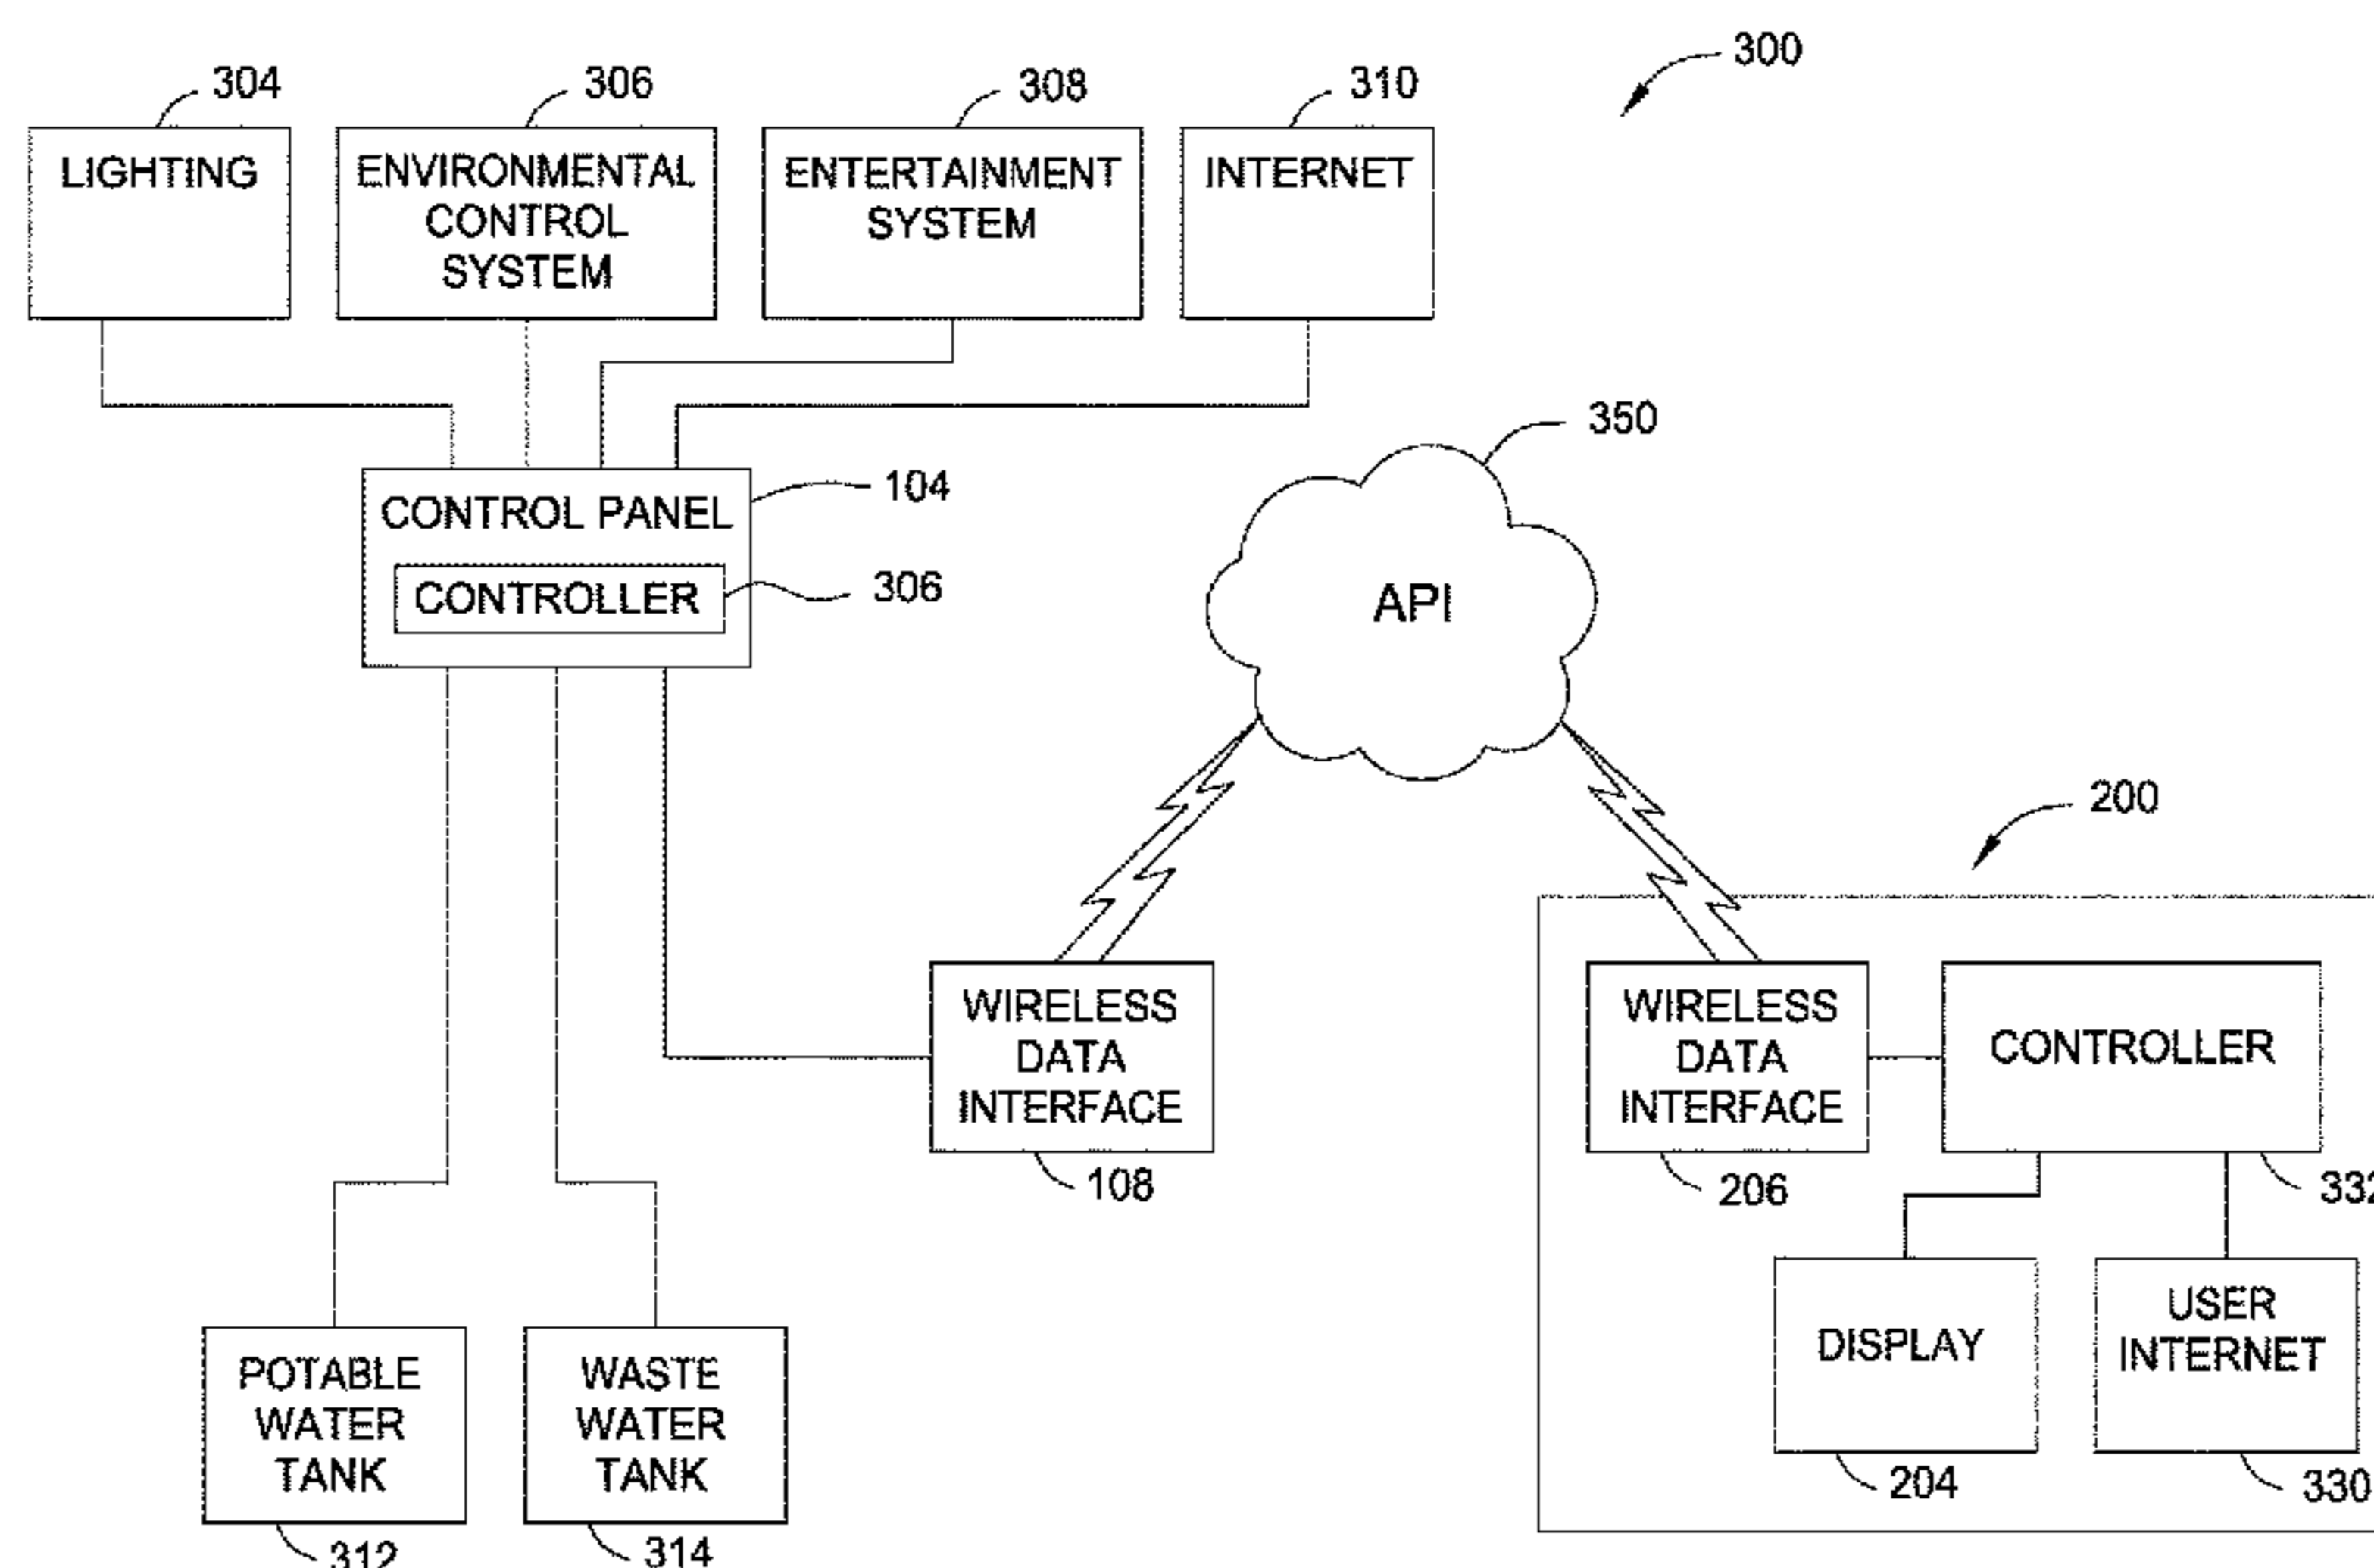 300
304
306
308
310
LIGHTING
ENVIRONMENTAL
CONTROL
SYSTEM
ENTERTAINMENT
SYSTEM
INTERNET
350
104
CONTROL PANEL
CONTROLLER
306
API
200
WIRELESS
DATA
INTERFACE
108
WIRELESS
DATA
INTERFACE
206
CONTROLLER
332
DISPLAY
204
USER
INTERNET
330
POTABLE
WATER
TANK
312
WASTE
WATER
TANK
314